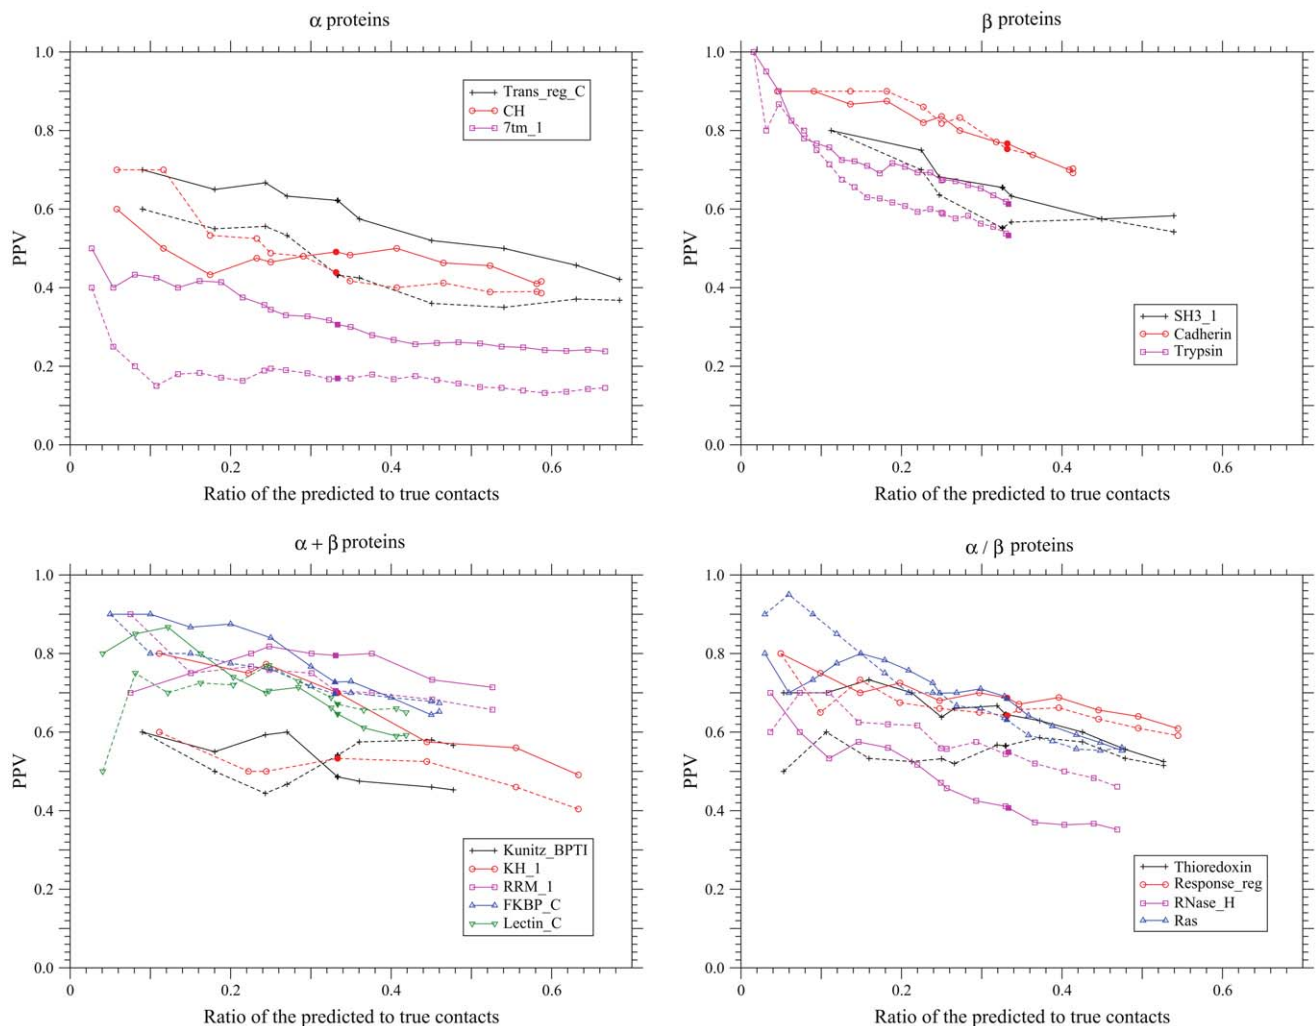 α proteins
1.0
0.8
0.6
0.4
0.2
0.0
PPV
Trans_reg_C
CH
7tm_1
0
0.2
0.4
0.6
Ratio of the predicted to true contacts
β proteins
1.0
0.8
0.6
0.4
0.2
0.0
PPV
SH3_1
Cadherin
Trypsin
0
0.2
0.4
0.6
Ratio of the predicted to true contacts
α + β proteins
1.0
0.8
0.6
0.4
0.2
0.0
PPV
Kunitz_BPTI
KH_1
RRM_1
FKBP_C
Lectin_C
0
0.2
0.4
0.6
Ratio of the predicted to true contacts
α / β proteins
1.0
0.8
0.6
0.4
0.2
0.0
PPV
Thioredoxin
Response_reg
RNase_H
Ras
0
0.2
0.4
0.6
Ratio of the predicted to true contacts